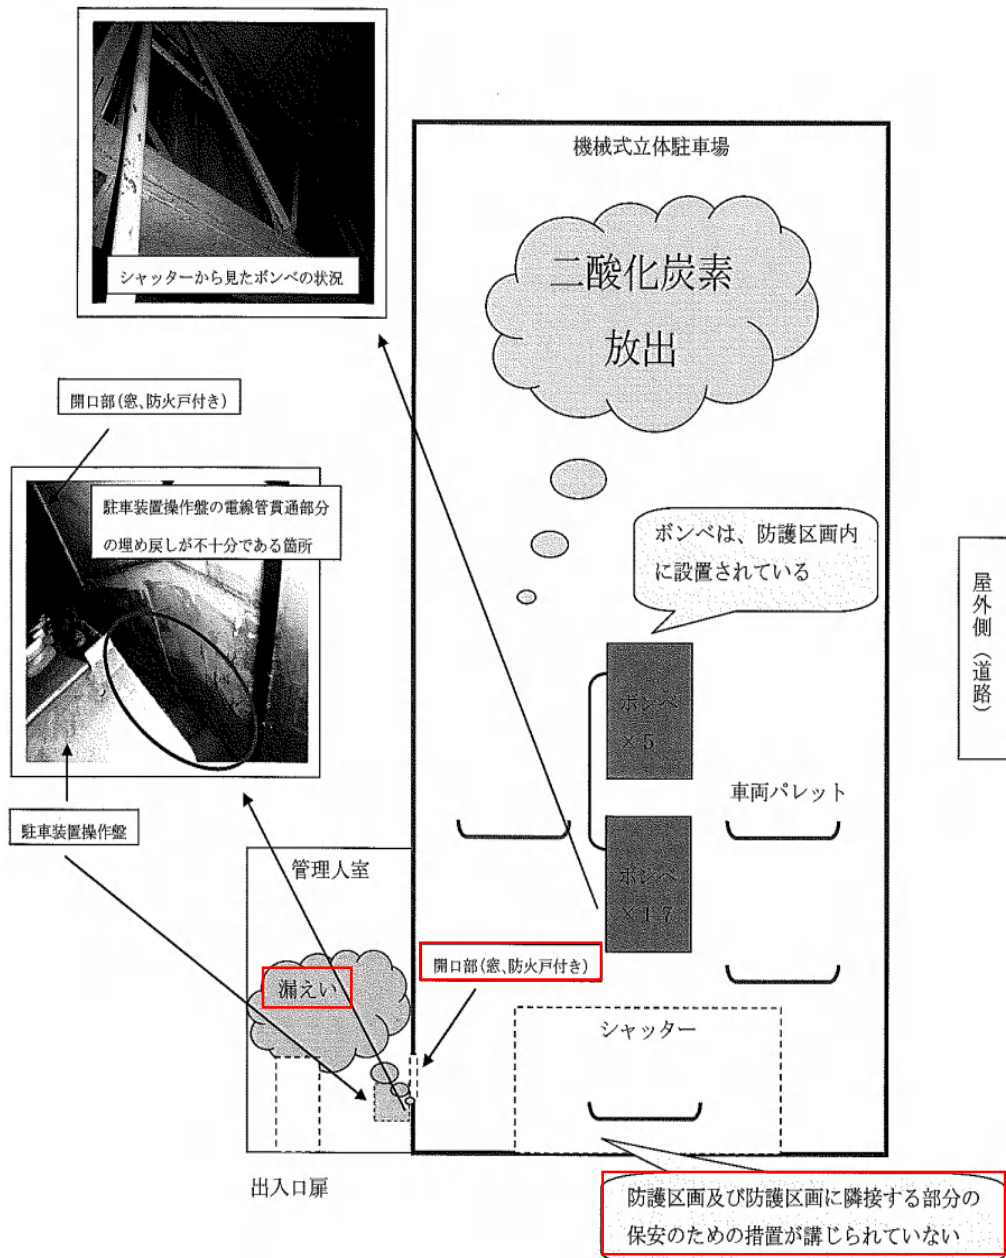 機械式立体駐車場
二酸化炭素
放出
シャッターから見たボンベの状況
開口部(窓、防火戸付き)
駐車装置操作盤の電線管貫通部分
の埋め戻しが不十分である箇所
ボンベは、防護区画内
に設置されている
屋外側(道路)
ボンベ
×5
車両パレット
駐車装置操作盤
管理人室
ボンベ
×17
開口部(窓、防火戸付き)
漏えい
シャッター
出入口扉
防護区画及び防護区画に隣接する部分の
保安のための措置が講じられていない